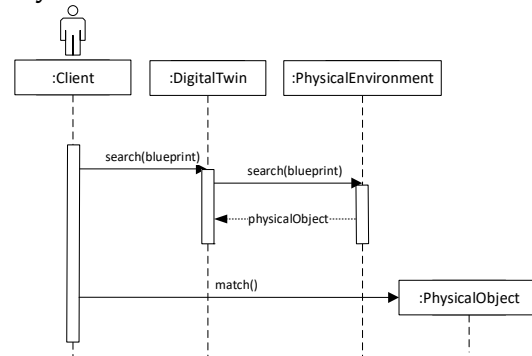 :Client
:DigitalTwin
:PhysicalEnvironment
search(blueprint)
search(blueprint)
physicalObject
match()
:PhysicalObject